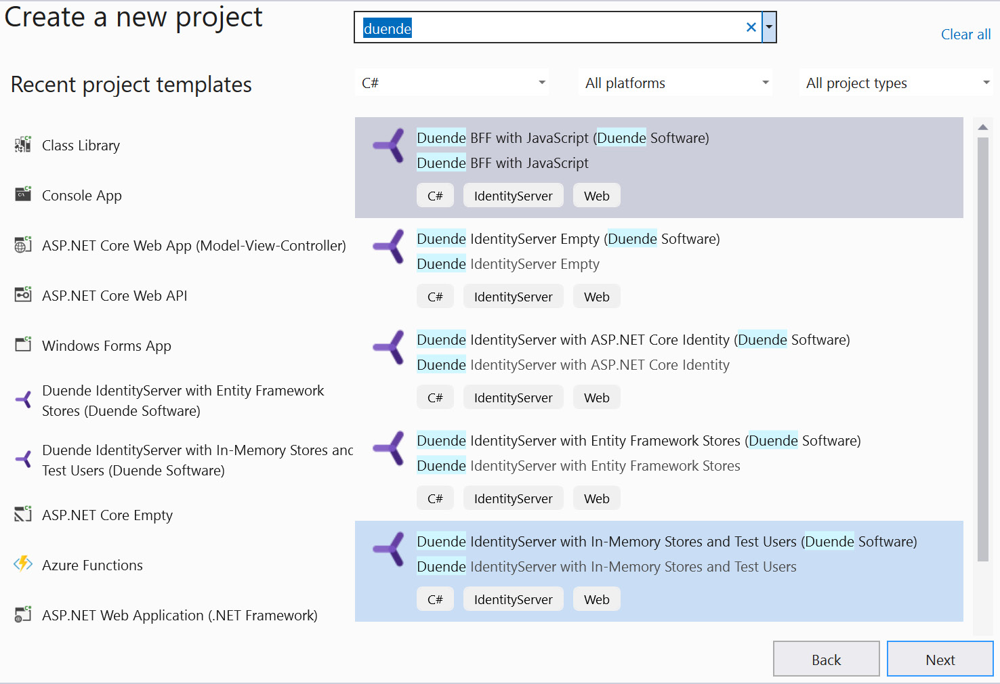 Create a new project
duende
Clear all
Recent project templates
C#
All platforms
All project types
Class Library
Console App
ASP.NET Core Web App (Model-View-Controller)
ASP.NET Core Web API
Windows Forms App
Duende IdentityServer with Entity Framework
Stores (Duende Software)
Duende IdentityServer with In-Memory Stores and
Test Users (Duende Software)
ASP.NET Core Empty
Azure Functions
ASP.NET Web Application (.NET Framework)
Duende BFF with JavaScript (Duende Software)
Duende BFF with JavaScript
C# IdentityServer Web
Duende IdentityServer Empty (Duende Software)
Duende IdentityServer Empty
C# IdentityServer Web
Duende IdentityServer with ASP.NET Core Identity (Duende Software)
Duende IdentityServer with ASP.NET Core Identity
C# IdentityServer Web
Duende IdentityServer with Entity Framework Stores (Duende Software)
Duende IdentityServer with Entity Framework Stores
C# IdentityServer Web
Duende IdentityServer with In-Memory Stores and Test Users (Duende Software)
Duende IdentityServer with In-Memory Stores and Test Users
C# IdentityServer Web
Back
Next